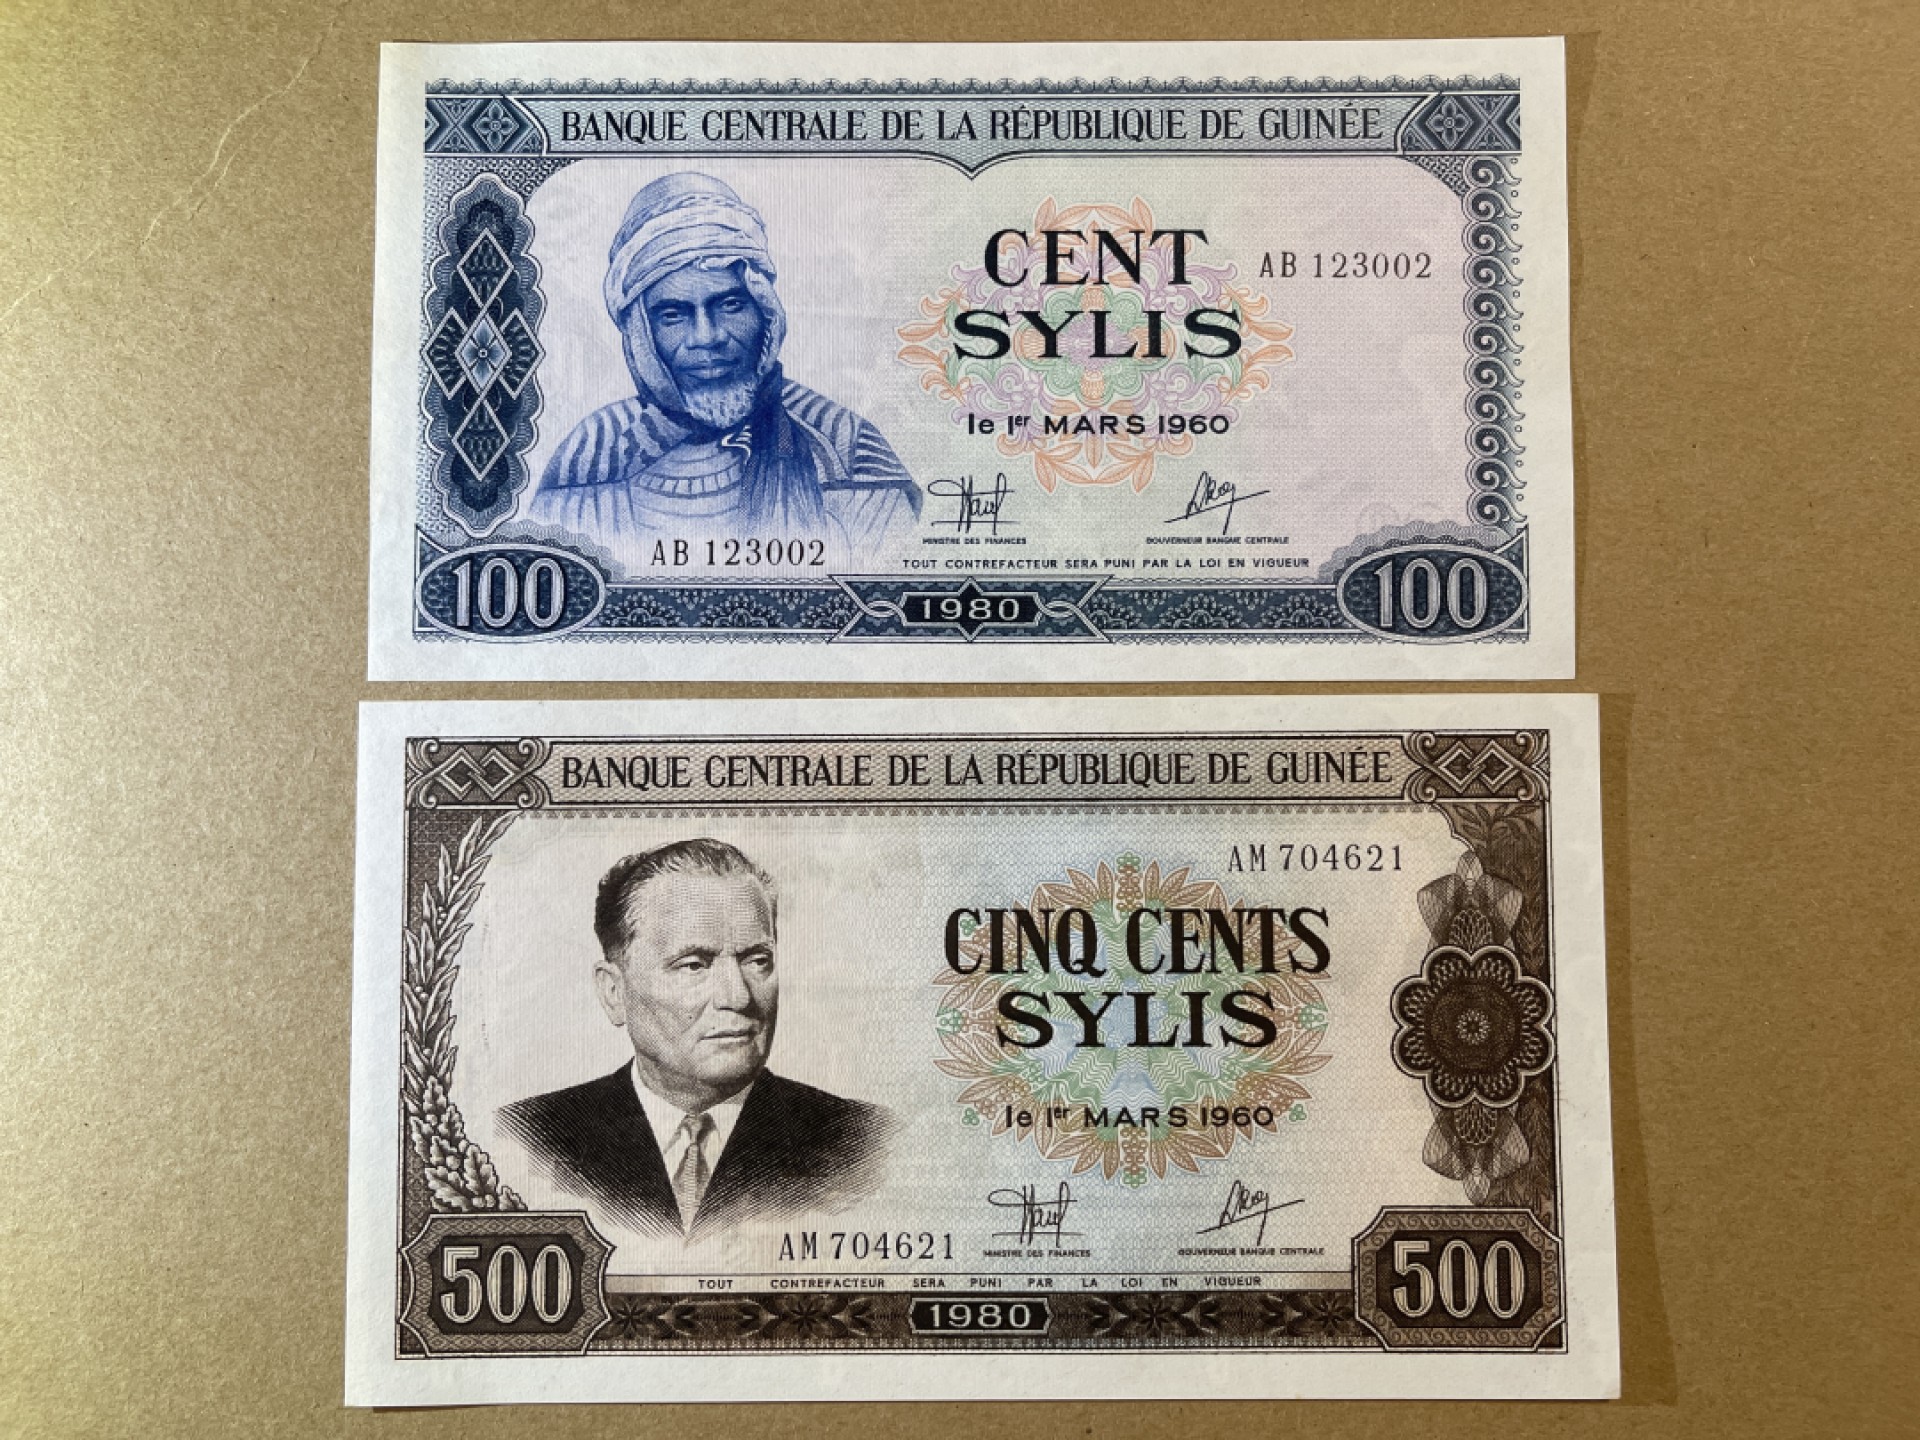 BANQUE CENTRALE DE LA RÉPUBLIQUE DE GUINÉE
CENT
SYLIS
AB 123002
le 1er MARS 1960
MINISTRE DES FINANCES
GOUVERNEUR BANQUE CENTRALE
AB 123002
TOUT CONTREFACTEUR SERA PUNI PAR LA LOI EN VIGUEUR
100
1980
100
BANQUE CENTRALE DE LA RÉPUBLIQUE DE GUINÉE
AM 704621
CINQ CENTS
SYLIS
le 1er MARS 1960
AM 704621
MINISTRE DES FINANCES
GOUVERNEUR BANQUE CENTRALE
500
TOUT CONTREFACTEUR SERA PUNI PAR LA LOI EN VIGUEUR
1980
500